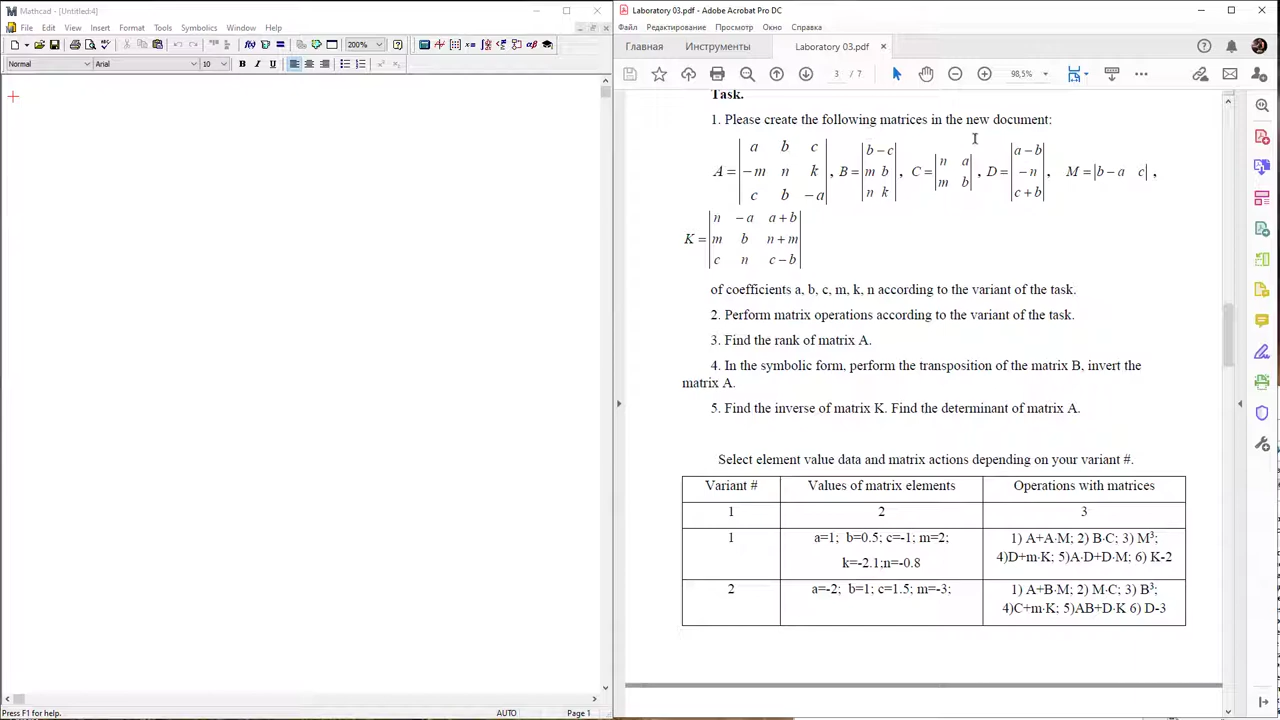 Mathcad - [Untitled:4]
File Edit View Insert Format Tools Symbolics Window Help
200%
Normal Arial 10 B I U
Press F1 for help. AUTO Page 1
Laboratory 03.pdf - Adobe Acrobat Pro DC
Файл Редактирование Просмотр Окно Справка
Главная Инструменты Laboratory 03.pdf ×
3 / 7 98,5%
Task.
1. Please create the following matrices in the new document:
A = |a b c; −m n k; c b −a|, B = |b − c; m b; n k|, C = |n a; m b|, D = |a − b; − n; c + b|, M = |b − a c|,
K = |n − a a + b; m b n + m; c n c − b|
of coefficients a, b, c, m, k, n according to the variant of the task.
2. Perform matrix operations according to the variant of the task.
3. Find the rank of matrix A.
4. In the symbolic form, perform the transposition of the matrix B, invert the
matrix A.
5. Find the inverse of matrix K. Find the determinant of matrix A.
Select element value data and matrix actions depending on your variant #.
Variant # Values of matrix elements Operations with matrices
1 2 3
1 a=1; b=0.5; c=-1; m=2; 1) A+A·M; 2) B·C; 3) M³;
k=-2.1;n=-0.8 4)D+m·K; 5)A·D+D·M; 6) K-2
2 a=-2; b=1; c=1.5; m=-3; 1) A+B·M; 2) M·C; 3) B³;
4)C+m·K; 5)AB+D·K 6) D-3